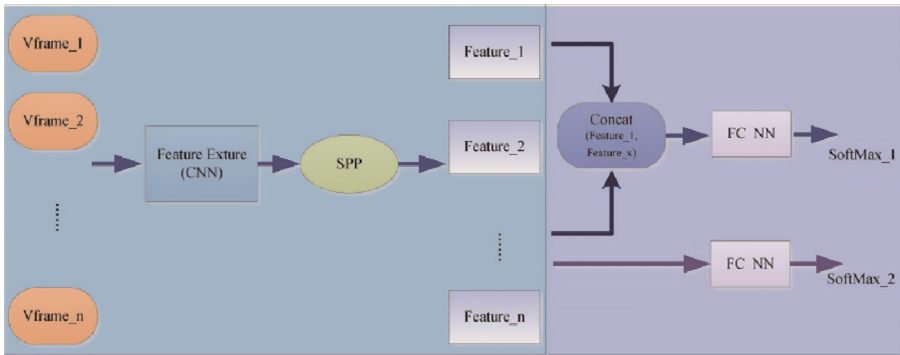 Vframe_1
Vframe_2
Vframe_n
Feature Exture
(CNN)
SPP
Feature_1
Feature_2
Feature_n
Concat
(Feature_1,
Feature_x)
FC NN
SoftMax_1
FC NN
SoftMax_2